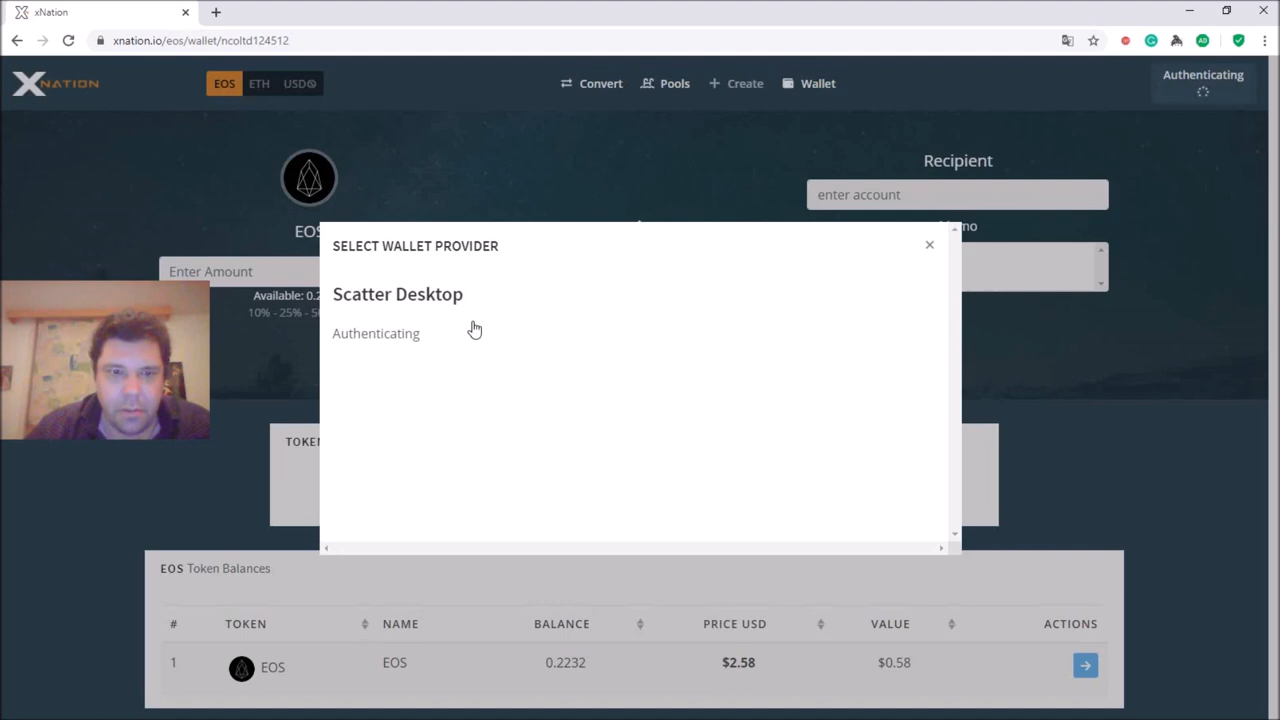 xNation
xnation.io/eos/wallet/ncoltd124512
XNATION
EOS ETH USD
Convert Pools Create Wallet
Authenticating
Recipient
enter account
EOS
Enter Amount
Available: 0.2
10% - 25% - 5
SELECT WALLET PROVIDER
Scatter Desktop
Authenticating
EOS Token Balances
# TOKEN NAME BALANCE PRICE USD VALUE ACTIONS
1 EOS EOS 0.2232 $2.58 $0.58